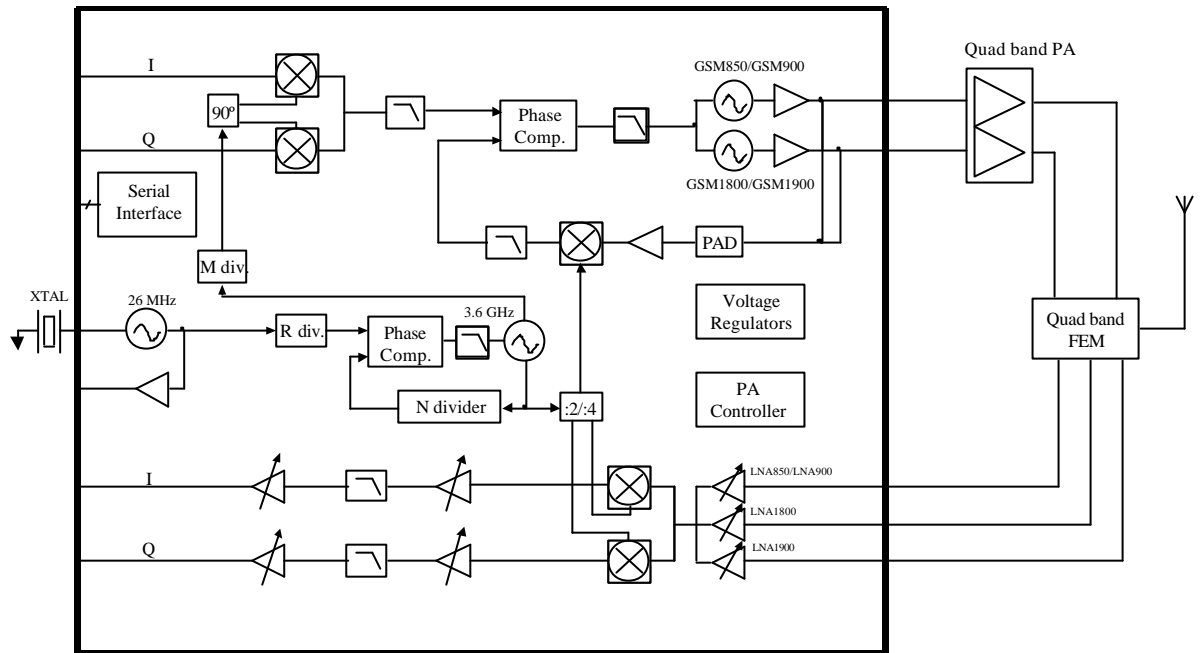 Quad band PA
GSM850/GSM900
I
90º
Phase
Comp.
Q
GSM1800/GSM1900
Serial
Interface
PAD
M div.
XTAL
26 MHz
3.6 GHz
Voltage
Regulators
R div.
Phase
Comp.
Quad band
FEM
N divider
:2/:4
PA
Controller
I
LNA850/LNA900
LNA1800
Q
LNA1900